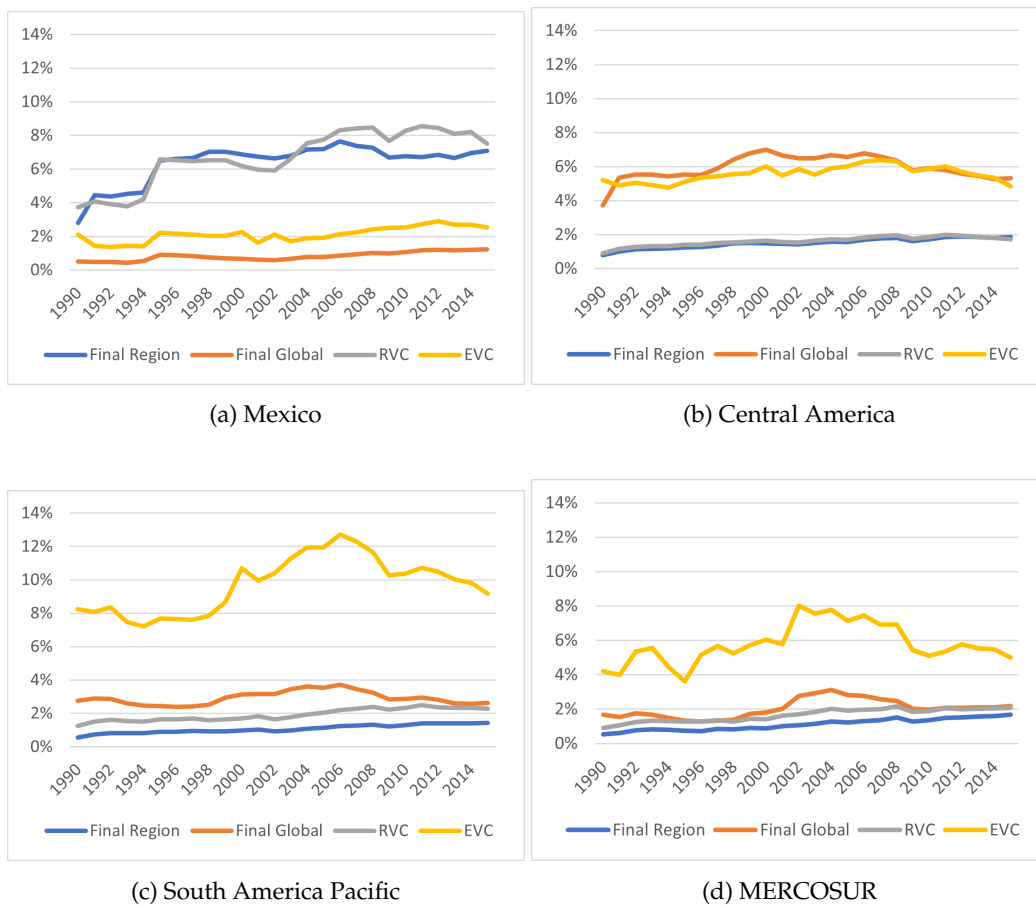 14%
12%
10%
8%
6%
4%
2%
0%
1990 1992 1994 1996 1998 2000 2002 2004 2006 2008 2010 2012 2014
Final Region Final Global RVC EVC
(a) Mexico
14%
12%
10%
8%
6%
4%
2%
0%
1990 1992 1994 1996 1998 2000 2002 2004 2006 2008 2010 2012 2014
Final Region Final Global RVC EVC
(b) Central America
14%
12%
10%
8%
6%
4%
2%
0%
1990 1992 1994 1996 1998 2000 2002 2004 2006 2008 2010 2012 2014
Final Region Final Global RVC EVC
(c) South America Pacific
14%
12%
10%
8%
6%
4%
2%
0%
1990 1992 1994 1996 1998 2000 2002 2004 2006 2008 2010 2012 2014
Final Region Final Global RVC EVC
(d) MERCOSUR